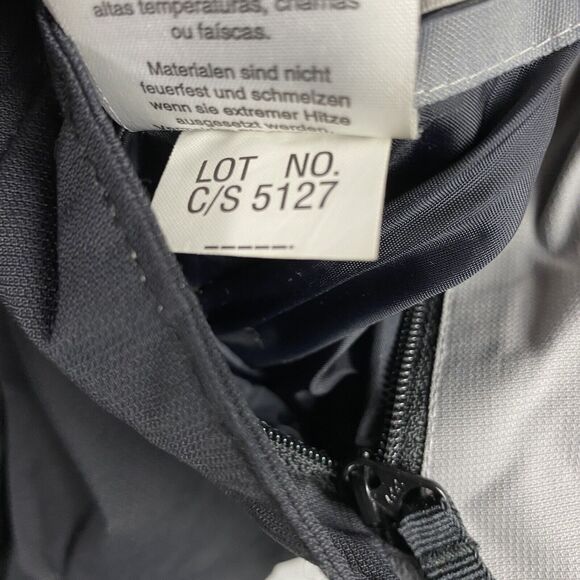 altas temperaturas, chamas
ou faíscas.
Materialen sind nicht
feuerfest und schmelzen
wenn sie extremer Hitze
ausgesetzt werden.
LOT NO.
C/S 5127